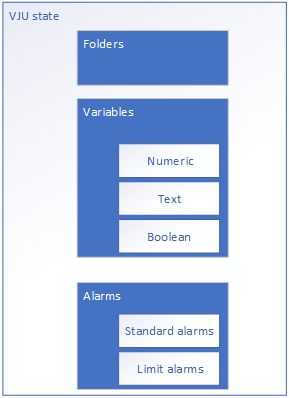 VJU state
Folders
Variables
Numeric
Text
Boolean
Alarms
Standard alarms
Limit alarms